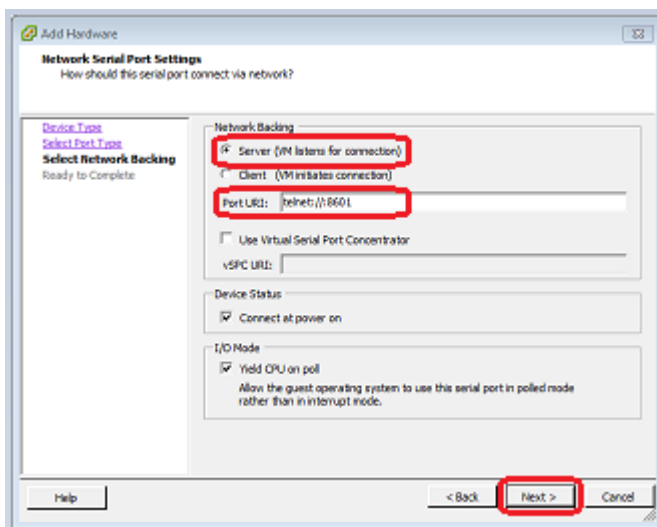 Add Hardware
Network Serial Port Settings
How should this serial port connect via network?
Device Type
Select Port Type
Select Network Backing
Ready to Complete
Network Backing
Server (VM listens for connection)
Client (VM initiates connection)
Port URI: telnet://:8601
Use Virtual Serial Port Concentrator
vSPC URI:
Device Status
Connect at power on
I/O Mode
Yield CPU on poll
Allow the guest operating system to use this serial port in polled mode
rather than in interrupt mode.
Help
< Back
Next >
Cancel